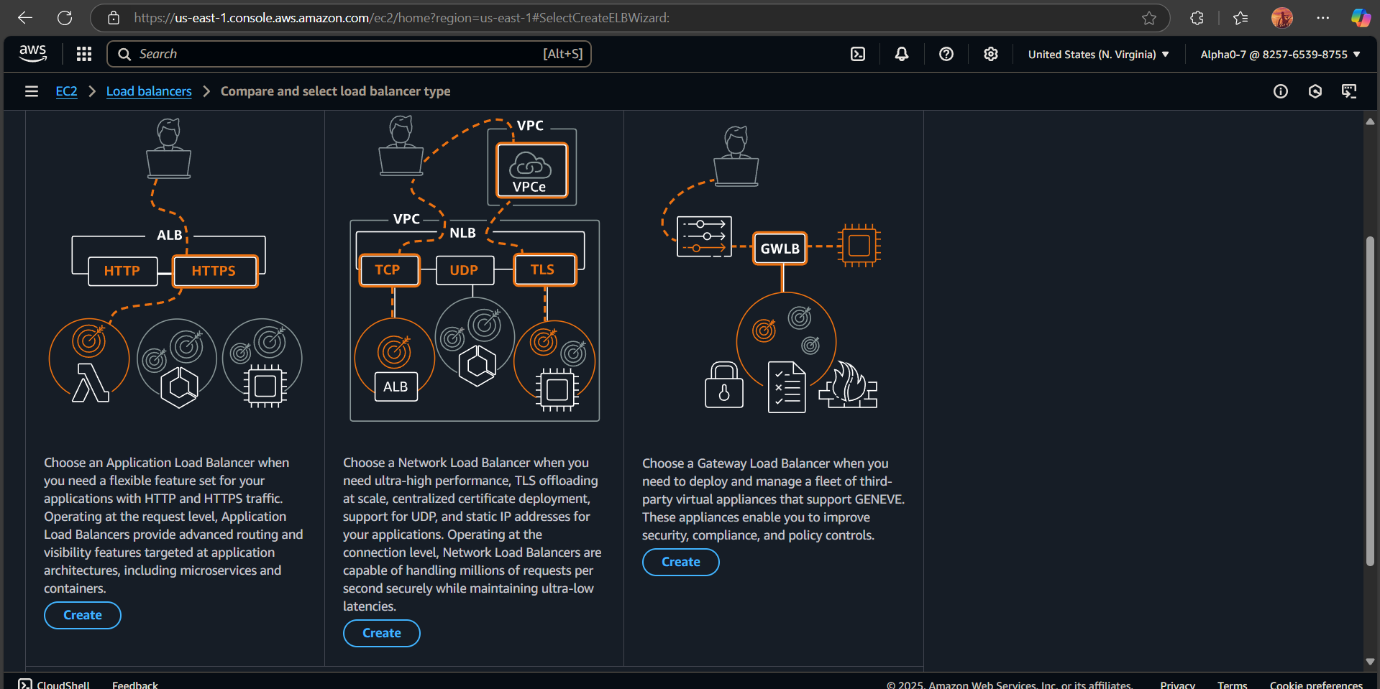 https://us-east-1.console.aws.amazon.com/ec2/home?region=us-east-1#SelectCreateELBWizard:
aws
Search
[Alt+S]
United States (N. Virginia)
Alpha0-7 @ 8257-6539-8755
EC2
Load balancers
Compare and select load balancer type
ALB
HTTP
HTTPS
Choose an Application Load Balancer when
you need a flexible feature set for your
applications with HTTP and HTTPS traffic.
Operating at the request level, Application
Load Balancers provide advanced routing and
visibility features targeted at application
architectures, including microservices and
containers.
Create
VPC
VPCe
VPC
NLB
TCP
UDP
TLS
ALB
Choose a Network Load Balancer when you
need ultra-high performance, TLS offloading
at scale, centralized certificate deployment,
support for UDP, and static IP addresses for
your applications. Operating at the
connection level, Network Load Balancers are
capable of handling millions of requests per
second securely while maintaining ultra-low
latencies.
Create
GWLB
Choose a Gateway Load Balancer when you
need to deploy and manage a fleet of third-
party virtual appliances that support GENEVE.
These appliances enable you to improve
security, compliance, and policy controls.
Create
CloudShell
Feedback
© 2025, Amazon Web Services, Inc. or its affiliates.
Privacy
Terms
Cookie preferences